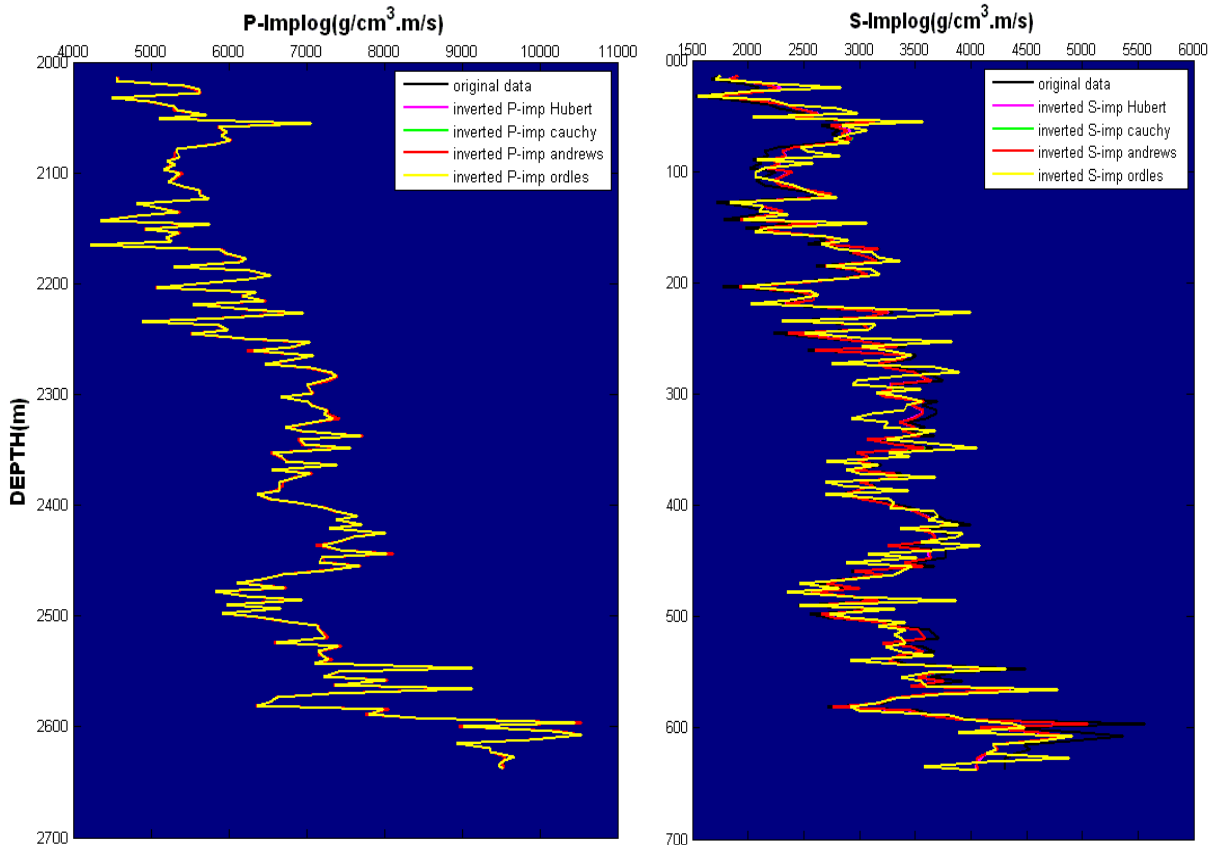 P-Implog(g/cm³.m/s)
4000 5000 6000 7000 8000 9000 10000 11000
2000
2100
2200
2300
2400
2500
2600
2700
DEPTH(m)
original data
inverted P-imp Hubert
inverted P-imp cauchy
inverted P-imp andrews
inverted P-imp ordles
S-Implog(g/cm³.m/s)
1500 2000 2500 3000 3500 4000 4500 5000 5500 6000
000
100
200
300
400
500
600
700
original data
inverted S-imp Hubert
inverted S-imp cauchy
inverted S-imp andrews
inverted S-imp ordles